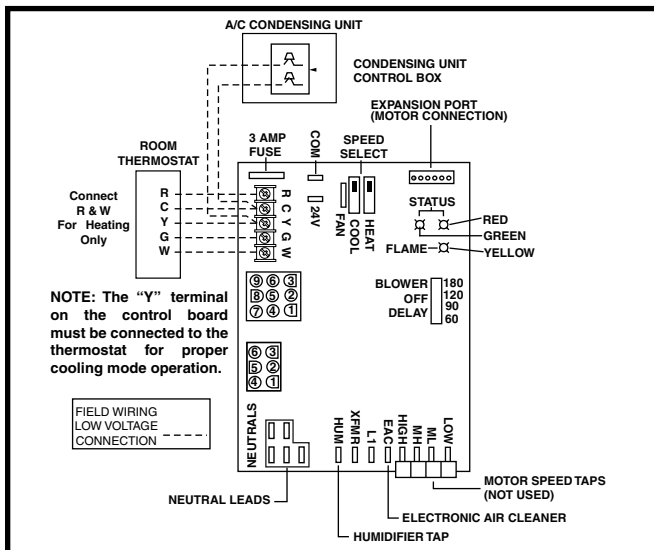 A/C CONDENSING UNIT
CONDENSING UNIT
CONTROL BOX
EXPANSION PORT
(MOTOR CONNECTION)
ROOM
THERMOSTAT
3 AMP
FUSE
COM
SPEED
SELECT
Connect
R & W
For Heating
Only
R
C
Y
G
W
R
C
Y
G
W
24V
FAN
COOL
HEAT
STATUS
RED
GREEN
FLAME
YELLOW
BLOWER
OFF
DELAY
180
120
90
60
NOTE: The “Y” terminal
on the control board
must be connected to the
thermostat for proper
cooling mode operation.
9 6 3
8 5 2
7 4 1
6 3
5 2
4 1
FIELD WIRING
LOW VOLTAGE
CONNECTION
NEUTRALS
HUM
XFMR
L1
EAC
HIGH
MH
ML
LOW
NEUTRAL LEADS
MOTOR SPEED TAPS
(NOT USED)
ELECTRONIC AIR CLEANER
HUMIDIFIER TAP